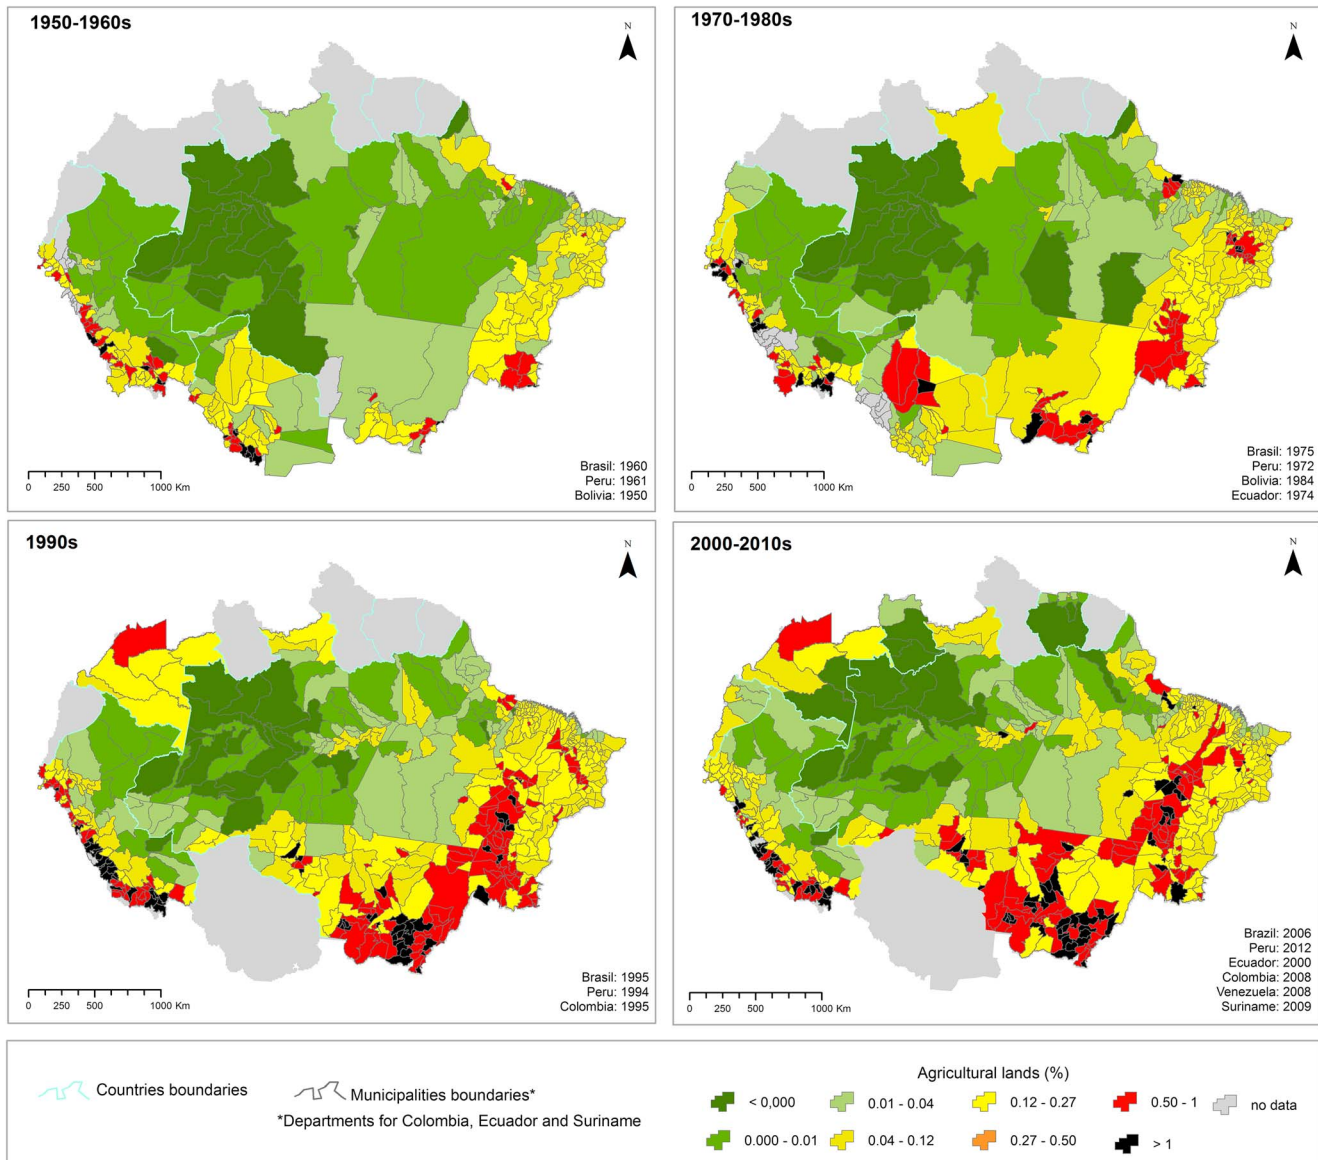 1950-1960s
N
0 250 500 1000 Km
Brasil: 1960
Peru: 1961
Bolivia: 1950
1970-1980s
N
0 250 500 1000 Km
Brasil: 1975
Peru: 1972
Bolivia: 1984
Ecuador: 1974
1990s
N
0 250 500 1000 Km
Brasil: 1995
Peru: 1994
Colombia: 1995
2000-2010s
N
0 250 500 1000 Km
Brazil: 2006
Peru: 2012
Ecuador: 2000
Colombia: 2008
Venezuela: 2008
Suriname: 2009
Countries boundaries
Municipalities boundaries*
*Departments for Colombia, Ecuador and Suriname
Agricultural lands (%)
< 0,000 0.01 - 0.04 0.12 - 0.27 0.50 - 1 no data
0.000 - 0.01 0.04 - 0.12 0.27 - 0.50 > 1